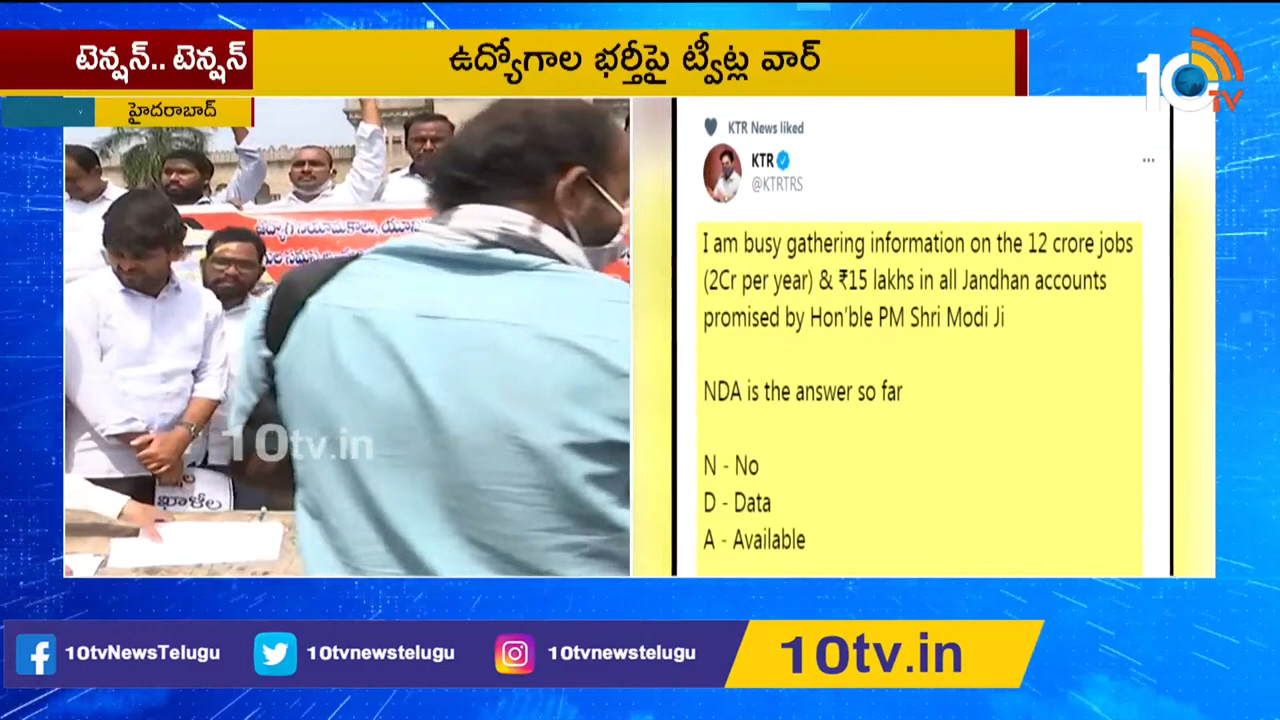 టెన్షన్.. టెన్షన్
ఉద్యోగాల భర్తీపై ట్వీట్ల వార్
హైదరాబాద్
10TV
KTR News liked
KTR
@KTRTRS
...
I am busy gathering information on the 12 crore jobs
(2Cr per year) & ₹15 lakhs in all Jandhan accounts
promised by Hon'ble PM Shri Modi Ji
NDA is the answer so far
N - No
D - Data
A - Available
నియామకాలు,
10tv.in
ఖాళీల
10tvNewsTelugu
10tvnewstelugu
10tvnewstelugu
10tv.in